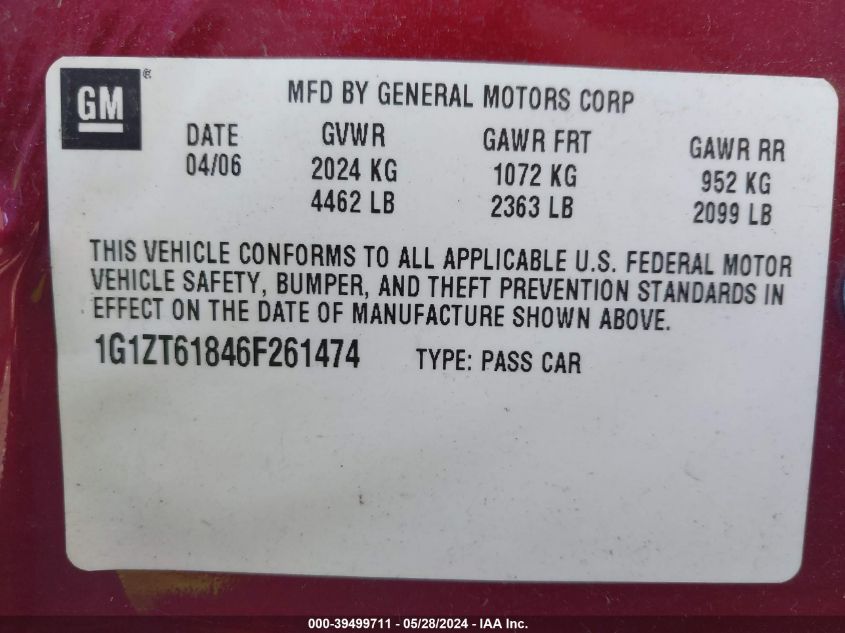 GM
MFD BY GENERAL MOTORS CORP
DATE GVWR GAWR FRT GAWR RR
04/06 2024 KG 1072 KG 952 KG
4462 LB 2363 LB 2099 LB
THIS VEHICLE CONFORMS TO ALL APPLICABLE U.S. FEDERAL MOTOR
VEHICLE SAFETY, BUMPER, AND THEFT PREVENTION STANDARDS IN
EFFECT ON THE DATE OF MANUFACTURE SHOWN ABOVE.
1G1ZT61846F261474 TYPE: PASS CAR
000-39499711 - 05/28/2024 - IAA Inc.